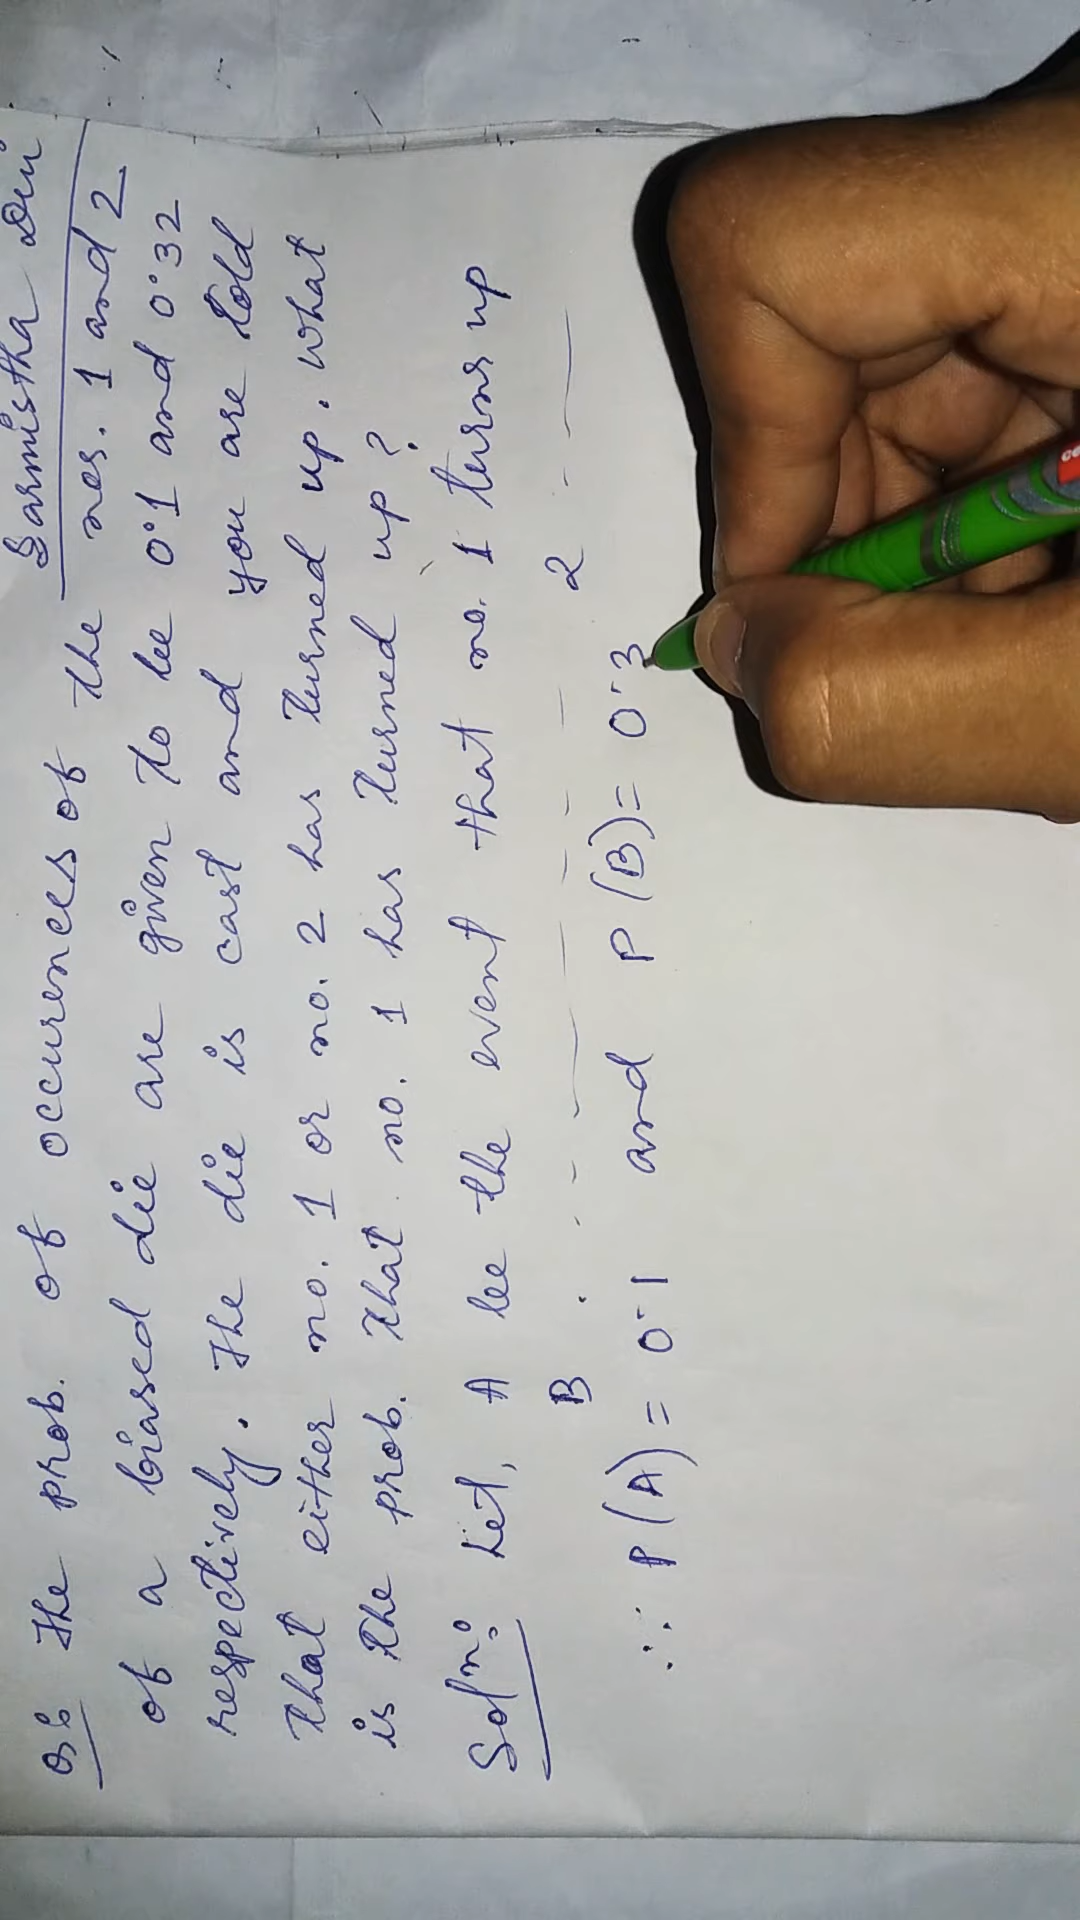 Sarmistha Devi
Q6 The prob. of occurences of the nos. 1 and 2
of a biased die are given to be 0.1 and 0.32
respectively. The die is cast and you are told
that either no. 1 or no. 2 has turned up. what
is the prob. that no. 1 has turned up?
Soln: Let, A be the event that no. 1 turns up
B 2
∴ P(A) = 0.1 and P(B) = 0.3